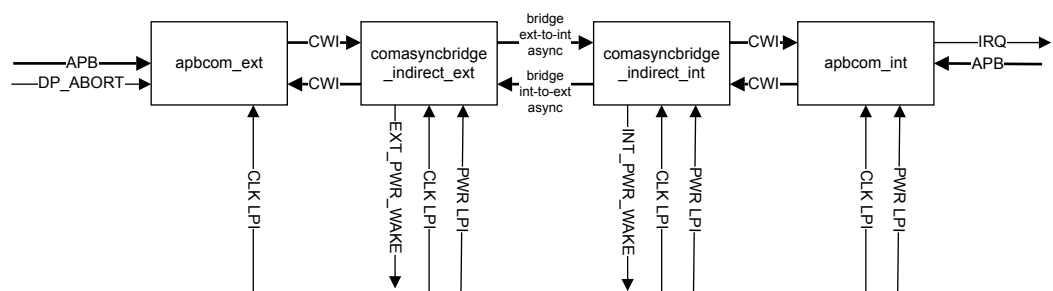 APB
DP_ABORT
apbcom_ext
CWI
CWI
comasyncbridge
_indirect_ext
bridge
ext-to-int
async
bridge
int-to-ext
async
comasyncbridge
_indirect_int
CWI
CWI
apbcom_int
IRQ
APB
CLK LPI
EXT_PWR_WAKE
CLK LPI
PWR LPI
INT_PWR_WAKE
CLK LPI
PWR LPI
CLK LPI
PWR LPI